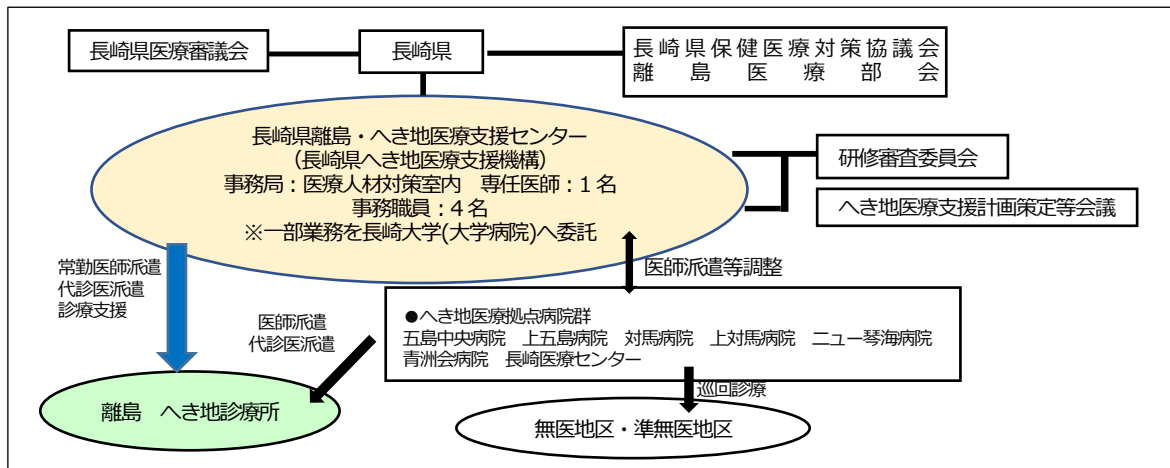 長崎県医療審議会
長崎県
長崎県保健医療対策協議会
離島医療部会
長崎県離島・へき地医療支援センター
(長崎県へき地医療支援機構)
事務局：医療人材対策室内　専任医師：１名
事務職員：４名
※一部業務を長崎大学(大学病院)へ委託
研修審査委員会
へき地医療支援計画策定等会議
常勤医師派遣
代診医派遣
診療支援
医師派遣等調整
医師派遣
代診医派遣
●へき地医療拠点病院群
五島中央病院　上五島病院　対馬病院　上対馬病院　ニュー琴海病院
青洲会病院　長崎医療センター
巡回診療
離島　へき地診療所
無医地区・準無医地区